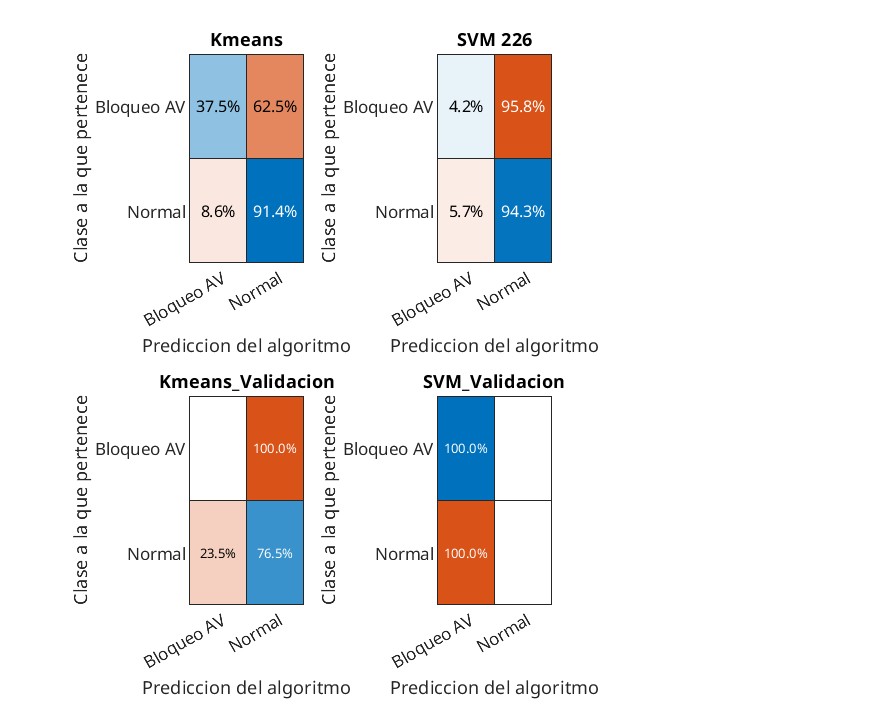 Kmeans
Clase a la que pertenece
Bloqueo AV 37.5% 62.5%
Normal 8.6% 91.4%
Bloqueo AV Normal
Prediccion del algoritmo
SVM 226
Clase a la que pertenece
Bloqueo AV 4.2% 95.8%
Normal 5.7% 94.3%
Bloqueo AV Normal
Prediccion del algoritmo
Kmeans_Validacion
Clase a la que pertenece
Bloqueo AV 100.0%
Normal 23.5% 76.5%
Bloqueo AV Normal
Prediccion del algoritmo
SVM_Validacion
Clase a la que pertenece
Bloqueo AV 100.0%
Normal 100.0%
Bloqueo AV Normal
Prediccion del algoritmo